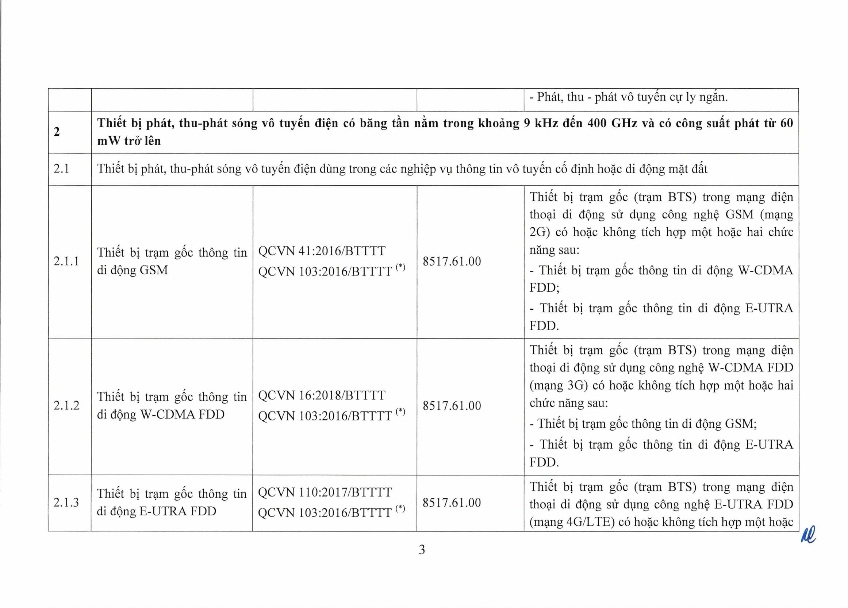 - Phát, thu - phát vô tuyến cự ly ngắn.
2
Thiết bị phát, thu-phát sóng vô tuyến điện có băng tần nằm trong khoảng 9 kHz đến 400 GHz và có công suất phát từ 60
mW trở lên
2.1
Thiết bị phát, thu-phát sóng vô tuyến điện dùng trong các nghiệp vụ thông tin vô tuyến cố định hoặc di động mặt đất
2.1.1
Thiết bị trạm gốc thông tin
di động GSM
QCVN 41:2016/BTTTT
QCVN 103:2016/BTTTT (*)
8517.61.00
Thiết bị trạm gốc (trạm BTS) trong mạng điện
thoại di động sử dụng công nghệ GSM (mạng
2G) có hoặc không tích hợp một hoặc hai chức
năng sau:
- Thiết bị trạm gốc thông tin di động W-CDMA
FDD;
- Thiết bị trạm gốc thông tin di động E-UTRA
FDD.
2.1.2
Thiết bị trạm gốc thông tin
di động W-CDMA FDD
QCVN 16:2018/BTTTT
QCVN 103:2016/BTTTT (*)
8517.61.00
Thiết bị trạm gốc (trạm BTS) trong mạng điện
thoại di động sử dụng công nghệ W-CDMA FDD
(mạng 3G) có hoặc không tích hợp một hoặc hai
chức năng sau:
- Thiết bị trạm gốc thông tin di động GSM;
- Thiết bị trạm gốc thông tin di động E-UTRA
FDD.
2.1.3
Thiết bị trạm gốc thông tin
di động E-UTRA FDD
QCVN 110:2017/BTTTT
QCVN 103:2016/BTTTT (*)
8517.61.00
Thiết bị trạm gốc (trạm BTS) trong mạng điện
thoại di động sử dụng công nghệ E-UTRA FDD
(mạng 4G/LTE) có hoặc không tích hợp một hoặc
3